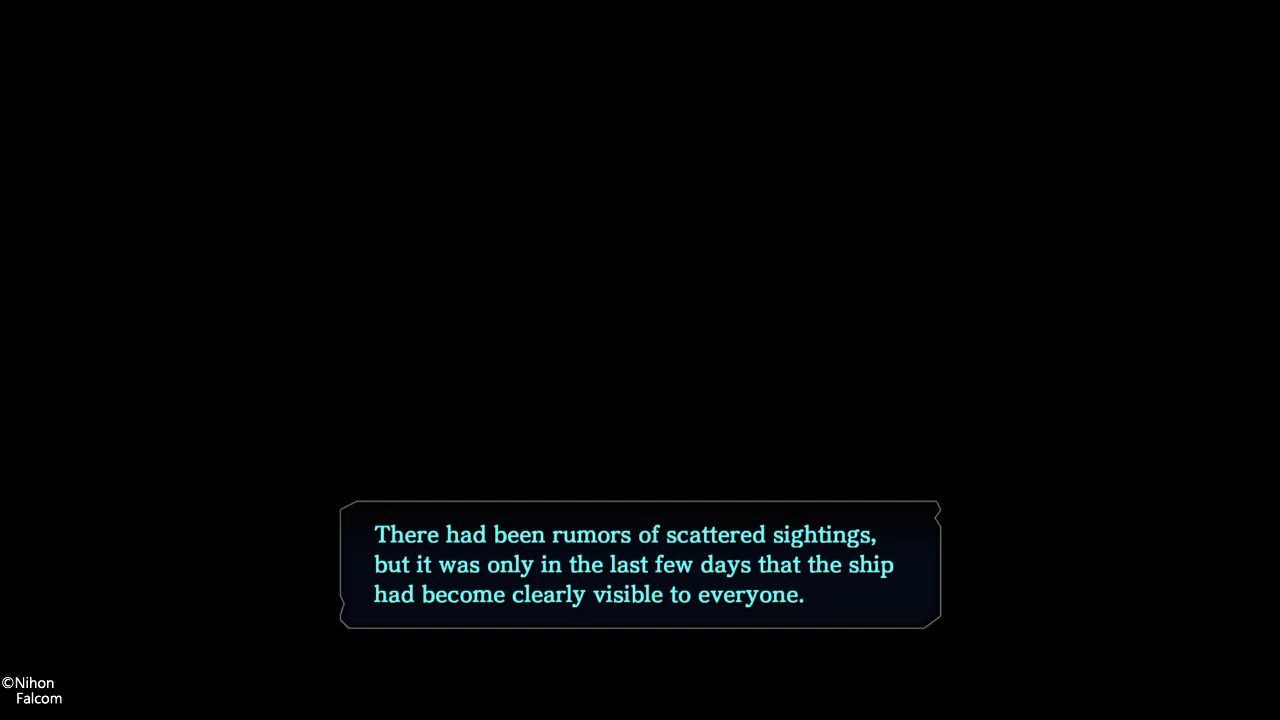 There had been rumors of scattered sightings,
but it was only in the last few days that the ship
had become clearly visible to everyone.
©Nihon
Falcom